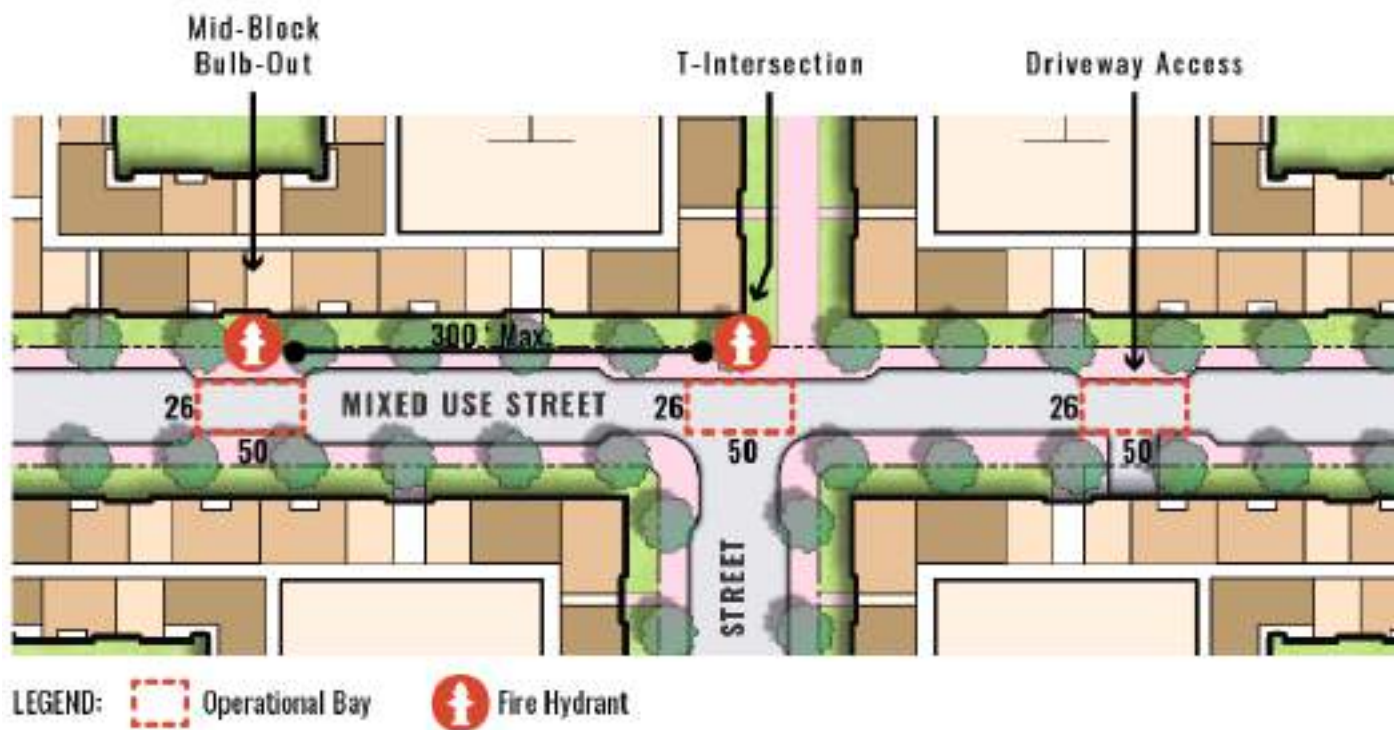 Mid-Block
Bulb-Out
T-Intersection
Driveway Access
300' Max.
26
MIXED USE STREET
26
26
50
50
50
STREET
LEGEND:
Operational Bay
Fire Hydrant